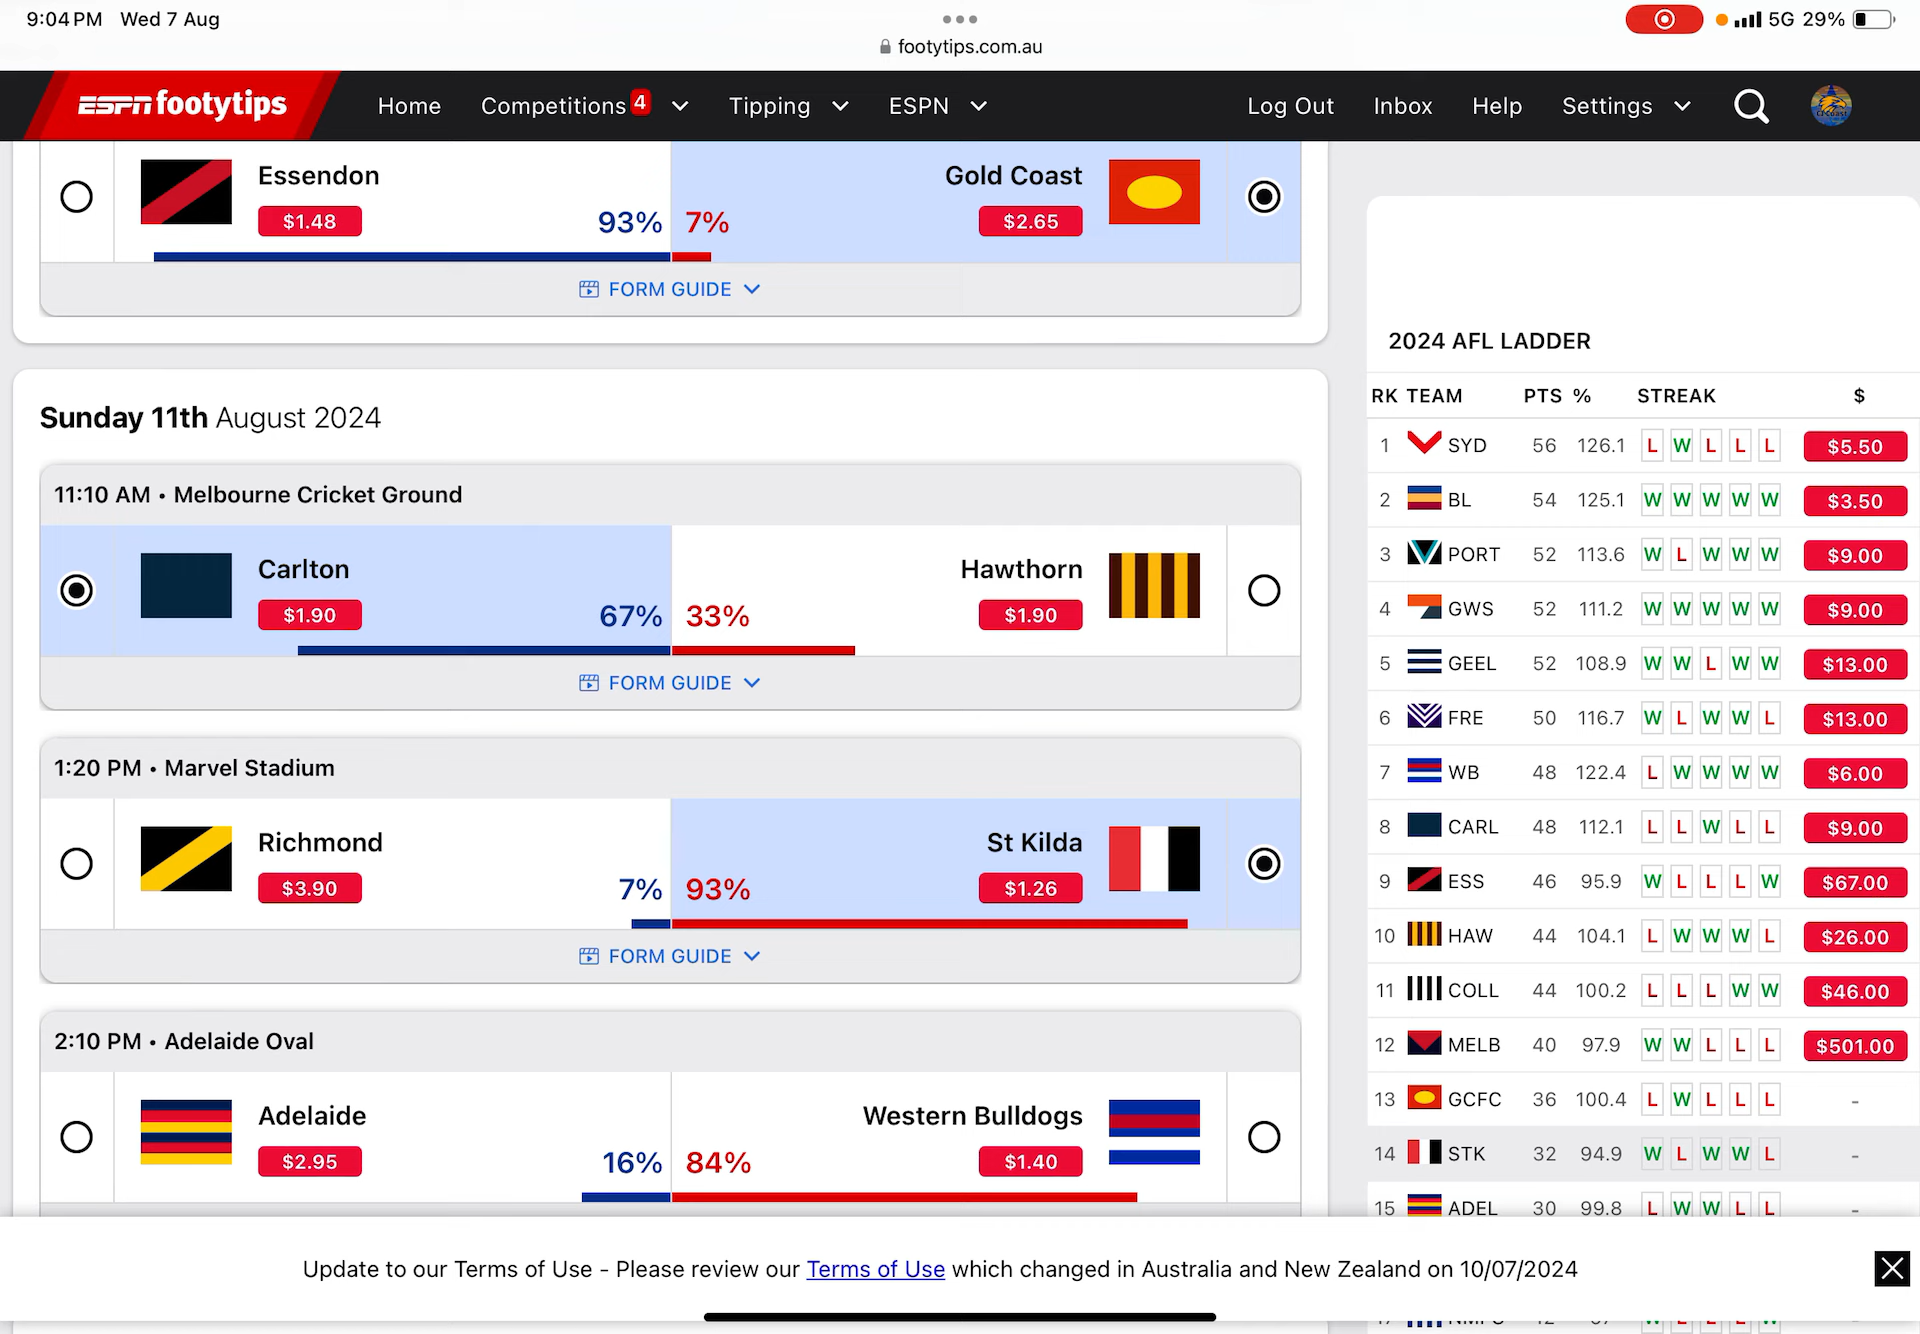 9:04 PM Wed 7 Aug
5G 29%
footytips.com.au
ESPN footytips Home Competitions 4 Tipping ESPN Log Out Inbox Help Settings
Essendon
$1.48
93% 7%
Gold Coast
$2.65
FORM GUIDE
Sunday 11th August 2024
11:10 AM • Melbourne Cricket Ground
Carlton
$1.90
67% 33%
Hawthorn
$1.90
FORM GUIDE
1:20 PM • Marvel Stadium
Richmond
$3.90
7% 93%
St Kilda
$1.26
FORM GUIDE
2:10 PM • Adelaide Oval
Adelaide
$2.95
16% 84%
Western Bulldogs
$1.40
2024 AFL LADDER
RK TEAM PTS % STREAK $
1 SYD 56 126.1 L W L L L $5.50
2 BL 54 125.1 W W W W W $3.50
3 PORT 52 113.6 W L W W W $9.00
4 GWS 52 111.2 W W W W W $9.00
5 GEEL 52 108.9 W W L W W $13.00
6 FRE 50 116.7 W L W W L $13.00
7 WB 48 122.4 L W W W W $6.00
8 CARL 48 112.1 L L W L L $9.00
9 ESS 46 95.9 W L L L W $67.00
10 HAW 44 104.1 L W W W L $26.00
11 COLL 44 100.2 L L L W W $46.00
12 MELB 40 97.9 W W L L L $501.00
13 GCFC 36 100.4 L W L L L -
14 STK 32 94.9 W L W W L -
15 ADEL 30 99.8 L W W L L -
Update to our Terms of Use - Please review our Terms of Use which changed in Australia and New Zealand on 10/07/2024